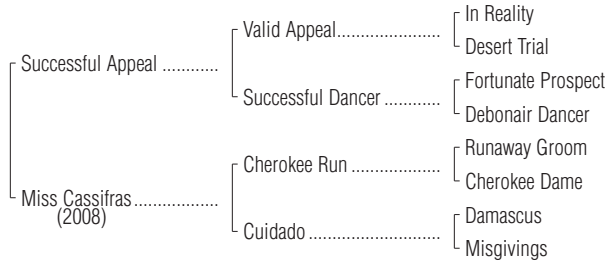 In Reality
Valid Appeal........................
Desert Trial
Successful Appeal ............
Fortunate Prospect
Successful Dancer ............
Debonair Dancer
Runaway Groom
Cherokee Run ...................
Cherokee Dame
Miss Cassifras..................
(2008)
Damascus
Cuidado ............................
Misgivings